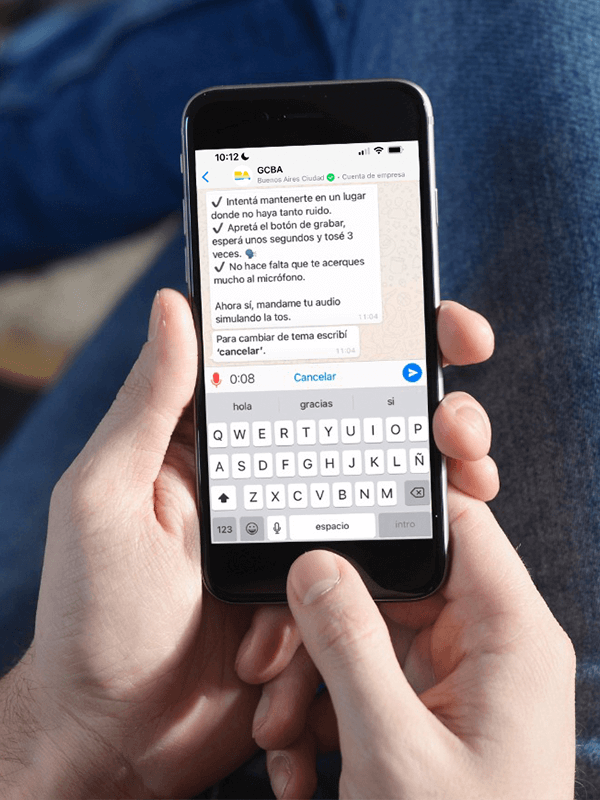 10:12
GCBA
Buenos Aires Ciudad • Cuenta de empresa
✔ Intentá mantenerte en un lugar
donde no haya tanto ruido.
✔ Apretá el botón de grabar,
esperá unos segundos y tosé 3
veces. 🗣
✔ No hace falta que te acerques
mucho al micrófono.
Ahora sí, mandame tu audio
simulando la tos.
11:04
Para cambiar de tema escribí
‘cancelar’.
11:04
0:08 Cancelar
hola gracias si
Q W E R T Y U I O P
A S D F G H J K L Ñ
Z X C V B N M
123 espacio intro